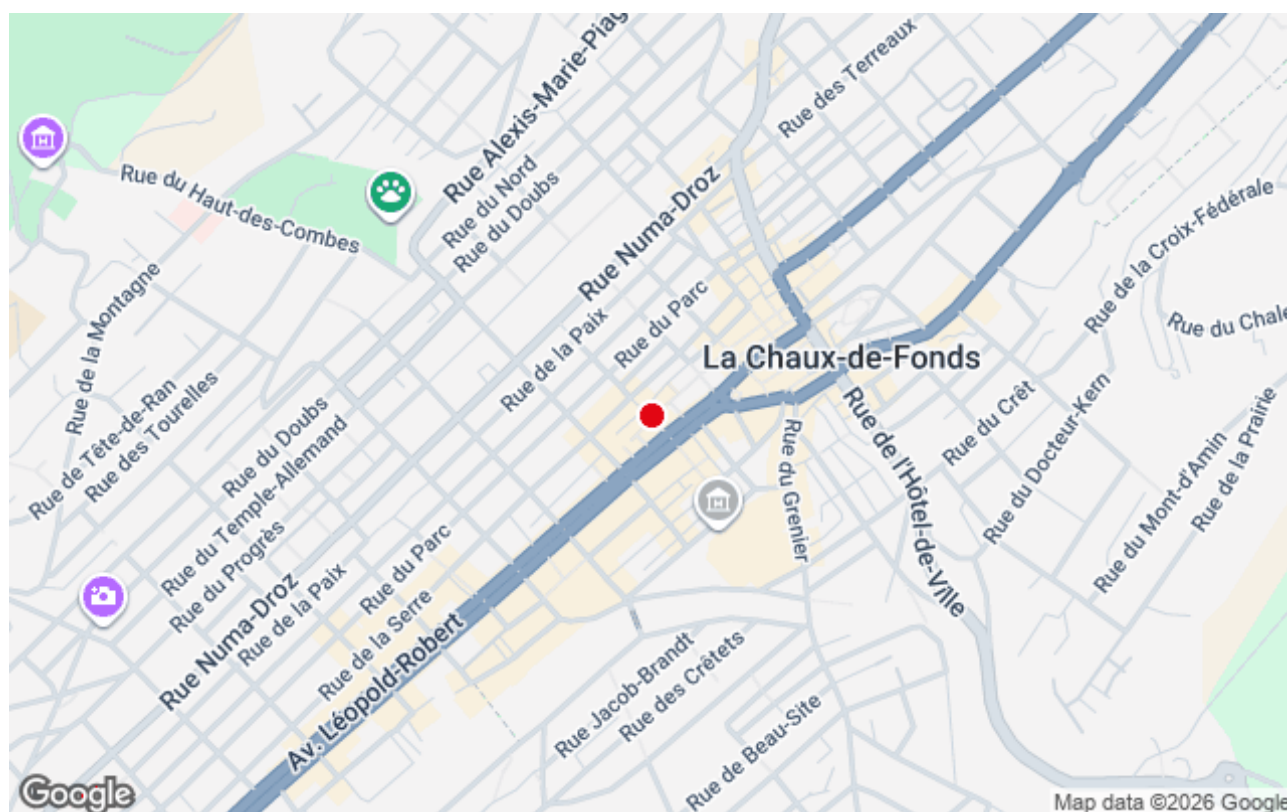 Rue Alexis-Marie-Piag
Rue des Terreaux
Rue du Haut-des-Combes
Rue du Nord
Rue du Doubs
Rue Numa-Droz
Rue de la Croix-Fédérale
Rue de la Montagne
Rue du Parc
Rue de la Paix
Rue du Chale
La Chaux-de-Fonds
Rue de Tête-de-Ran
Rue des Tourelles
Rue du Doubs
Rue du Temple-Allemand
Rue du Crêt
Rue du Docteur-Kern
Rue de l'Hôtel-de-Ville
Rue du Grenier
Rue du Mont-d'Amin
Rue de la Prairie
Rue du Progrès
Rue du Parc
Rue Numa-Droz
Rue de la Paix
Rue de la Serre
Av. Léopold-Robert
Rue Jacob-Brandt
Rue des Crêtets
Rue de Beau-Site
Google
Map data ©2026 Google